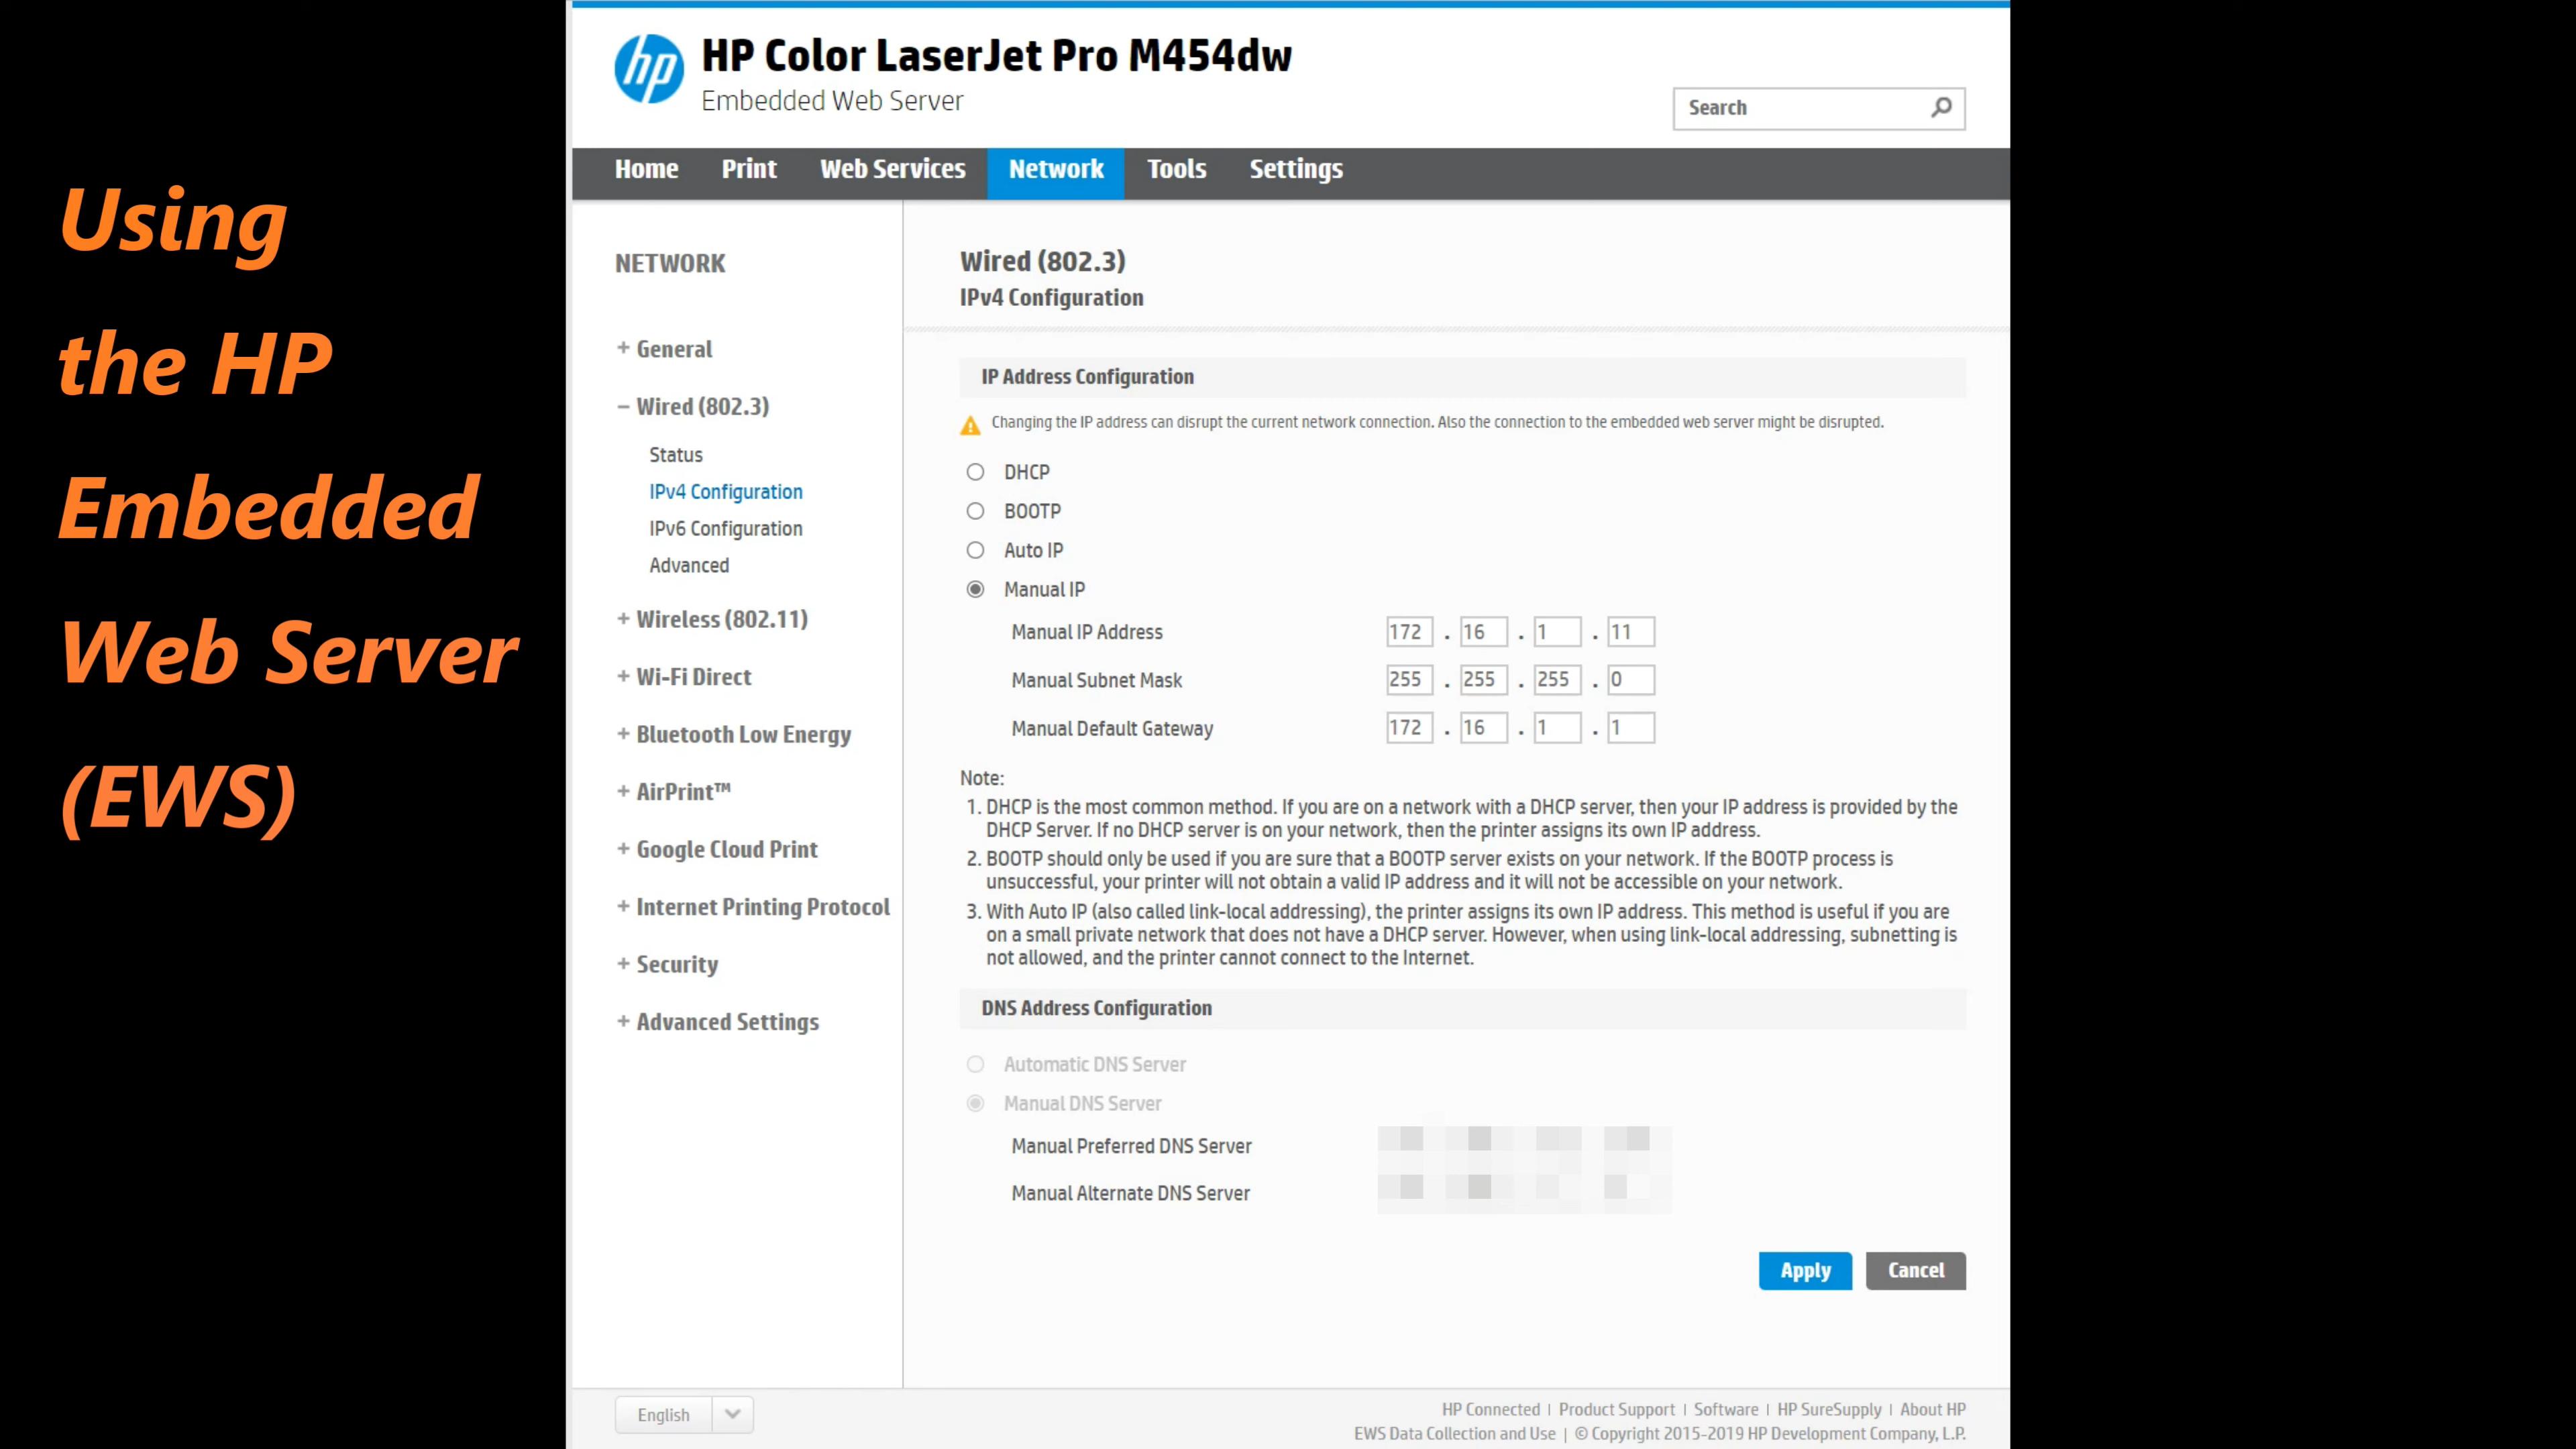 Using
the HP
Embedded
Web Server
(EWS)
hp
HP Color LaserJet Pro M454dw
Embedded Web Server
Search
Home Print Web Services Network Tools Settings
NETWORK
+ General
− Wired (802.3)
Status
IPv4 Configuration
IPv6 Configuration
Advanced
+ Wireless (802.11)
+ Wi-Fi Direct
+ Bluetooth Low Energy
+ AirPrint™
+ Google Cloud Print
+ Internet Printing Protocol
+ Security
+ Advanced Settings
Wired (802.3)
IPv4 Configuration
IP Address Configuration
Changing the IP address can disrupt the current network connection. Also the connection to the embedded web server might be disrupted.
DHCP
BOOTP
Auto IP
Manual IP
Manual IP Address 172 . 16 . 1 . 11
Manual Subnet Mask 255 . 255 . 255 . 0
Manual Default Gateway 172 . 16 . 1 . 1
Note:
1. DHCP is the most common method. If you are on a network with a DHCP server, then your IP address is provided by the
DHCP Server. If no DHCP server is on your network, then the printer assigns its own IP address.
2. BOOTP should only be used if you are sure that a BOOTP server exists on your network. If the BOOTP process is
unsuccessful, your printer will not obtain a valid IP address and it will not be accessible on your network.
3. With Auto IP (also called link-local addressing), the printer assigns its own IP address. This method is useful if you are
on a small private network that does not have a DHCP server. However, when using link-local addressing, subnetting is
not allowed, and the printer cannot connect to the Internet.
DNS Address Configuration
Automatic DNS Server
Manual DNS Server
Manual Preferred DNS Server
Manual Alternate DNS Server
Apply Cancel
English
HP Connected | Product Support | Software | HP SureSupply | About HP
EWS Data Collection and Use | © Copyright 2015-2019 HP Development Company, L.P.